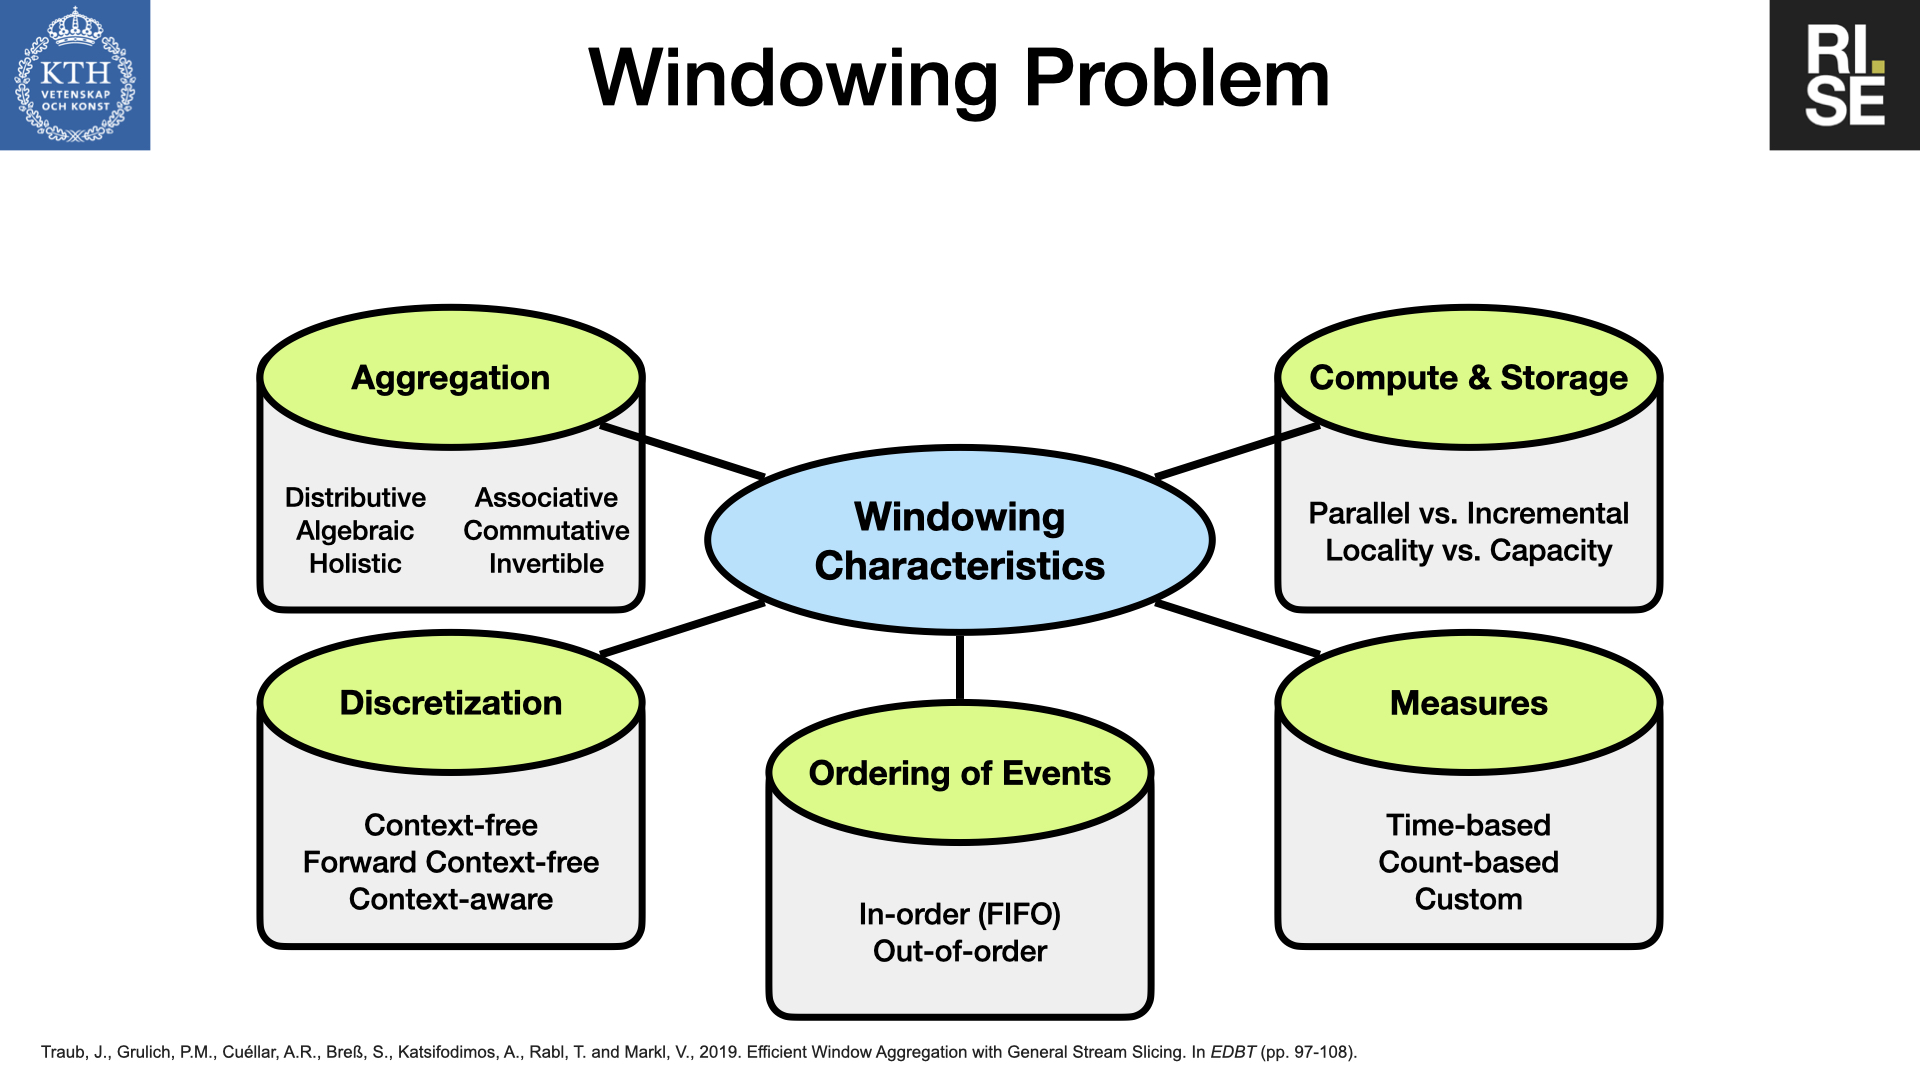 KTH
VETENSKAP
OCH KONST
Windowing Problem
RI.
SE
Aggregation
Distributive
Algebraic
Holistic
Associative
Commutative
Invertible
Compute & Storage
Parallel vs. Incremental
Locality vs. Capacity
Windowing
Characteristics
Discretization
Context-free
Forward Context-free
Context-aware
Ordering of Events
In-order (FIFO)
Out-of-order
Measures
Time-based
Count-based
Custom
Traub, J., Grulich, P.M., Cuéllar, A.R., Breß, S., Katsifodimos, A., Rabl, T. and Markl, V., 2019. Efficient Window Aggregation with General Stream Slicing. In EDBT (pp. 97-108).